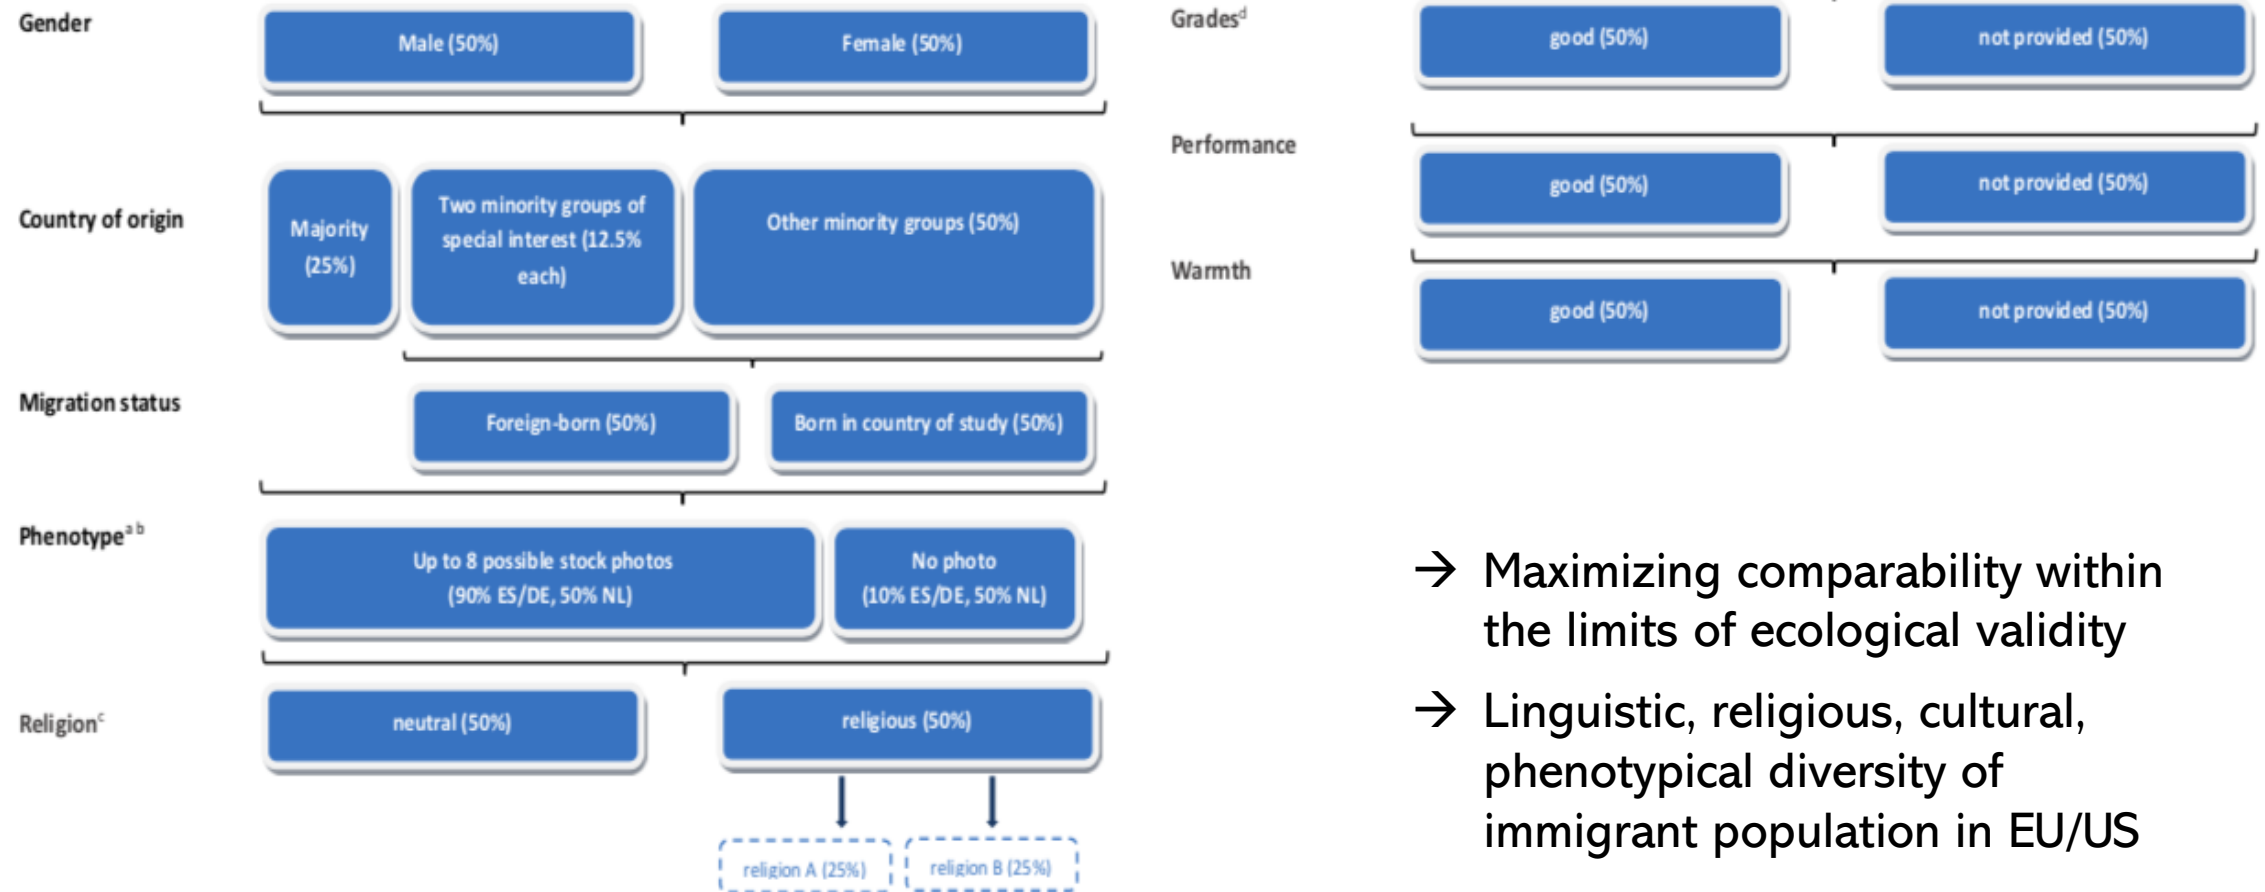 Gender
Male (50%)
Female (50%)
Country of origin
Majority
(25%)
Two minority groups of
special interest (12.5%
each)
Other minority groups (50%)
Migration status
Foreign-born (50%)
Born in country of study (50%)
Phenotypeᵃ ᵇ
Up to 8 possible stock photos
(90% ES/DE, 50% NL)
No photo
(10% ES/DE, 50% NL)
Religionᶜ
neutral (50%)
religious (50%)
religion A (25%)
religion B (25%)
Gradesᵈ
good (50%)
not provided (50%)
Performance
good (50%)
not provided (50%)
Warmth
good (50%)
not provided (50%)
→ Maximizing comparability within
the limits of ecological validity
→ Linguistic, religious, cultural,
phenotypical diversity of
immigrant population in EU/US